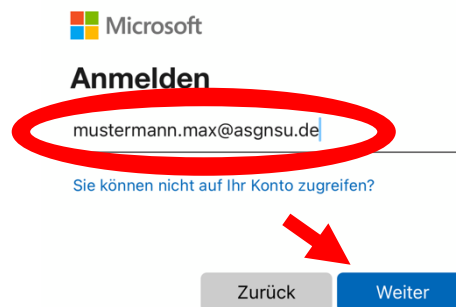 Microsoft
Anmelden
mustermann.max@asgnsu.de
Sie können nicht auf Ihr Konto zugreifen?
Zurück Weiter